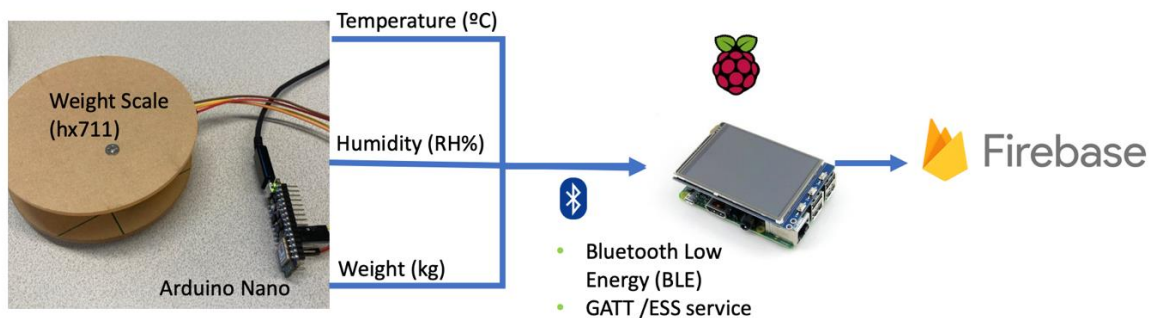 Temperature (ºC)
Weight Scale
(hx711)
Humidity (RH%)
Weight (kg)
Arduino Nano
• Bluetooth Low
Energy (BLE)
• GATT /ESS service
Firebase